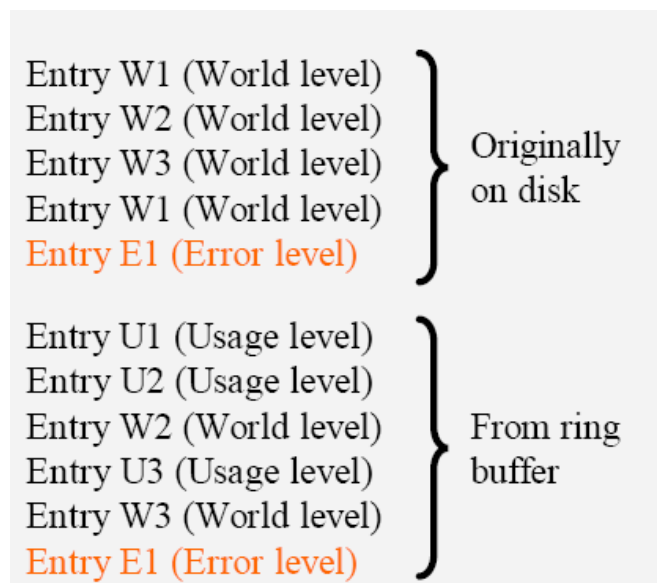 Entry W1 (World level)
Entry W2 (World level)
Entry W3 (World level)
Entry W1 (World level)
Entry E1 (Error level)
Originally
on disk
Entry U1 (Usage level)
Entry U2 (Usage level)
Entry W2 (World level)
Entry U3 (Usage level)
Entry W3 (World level)
Entry E1 (Error level)
From ring
buffer